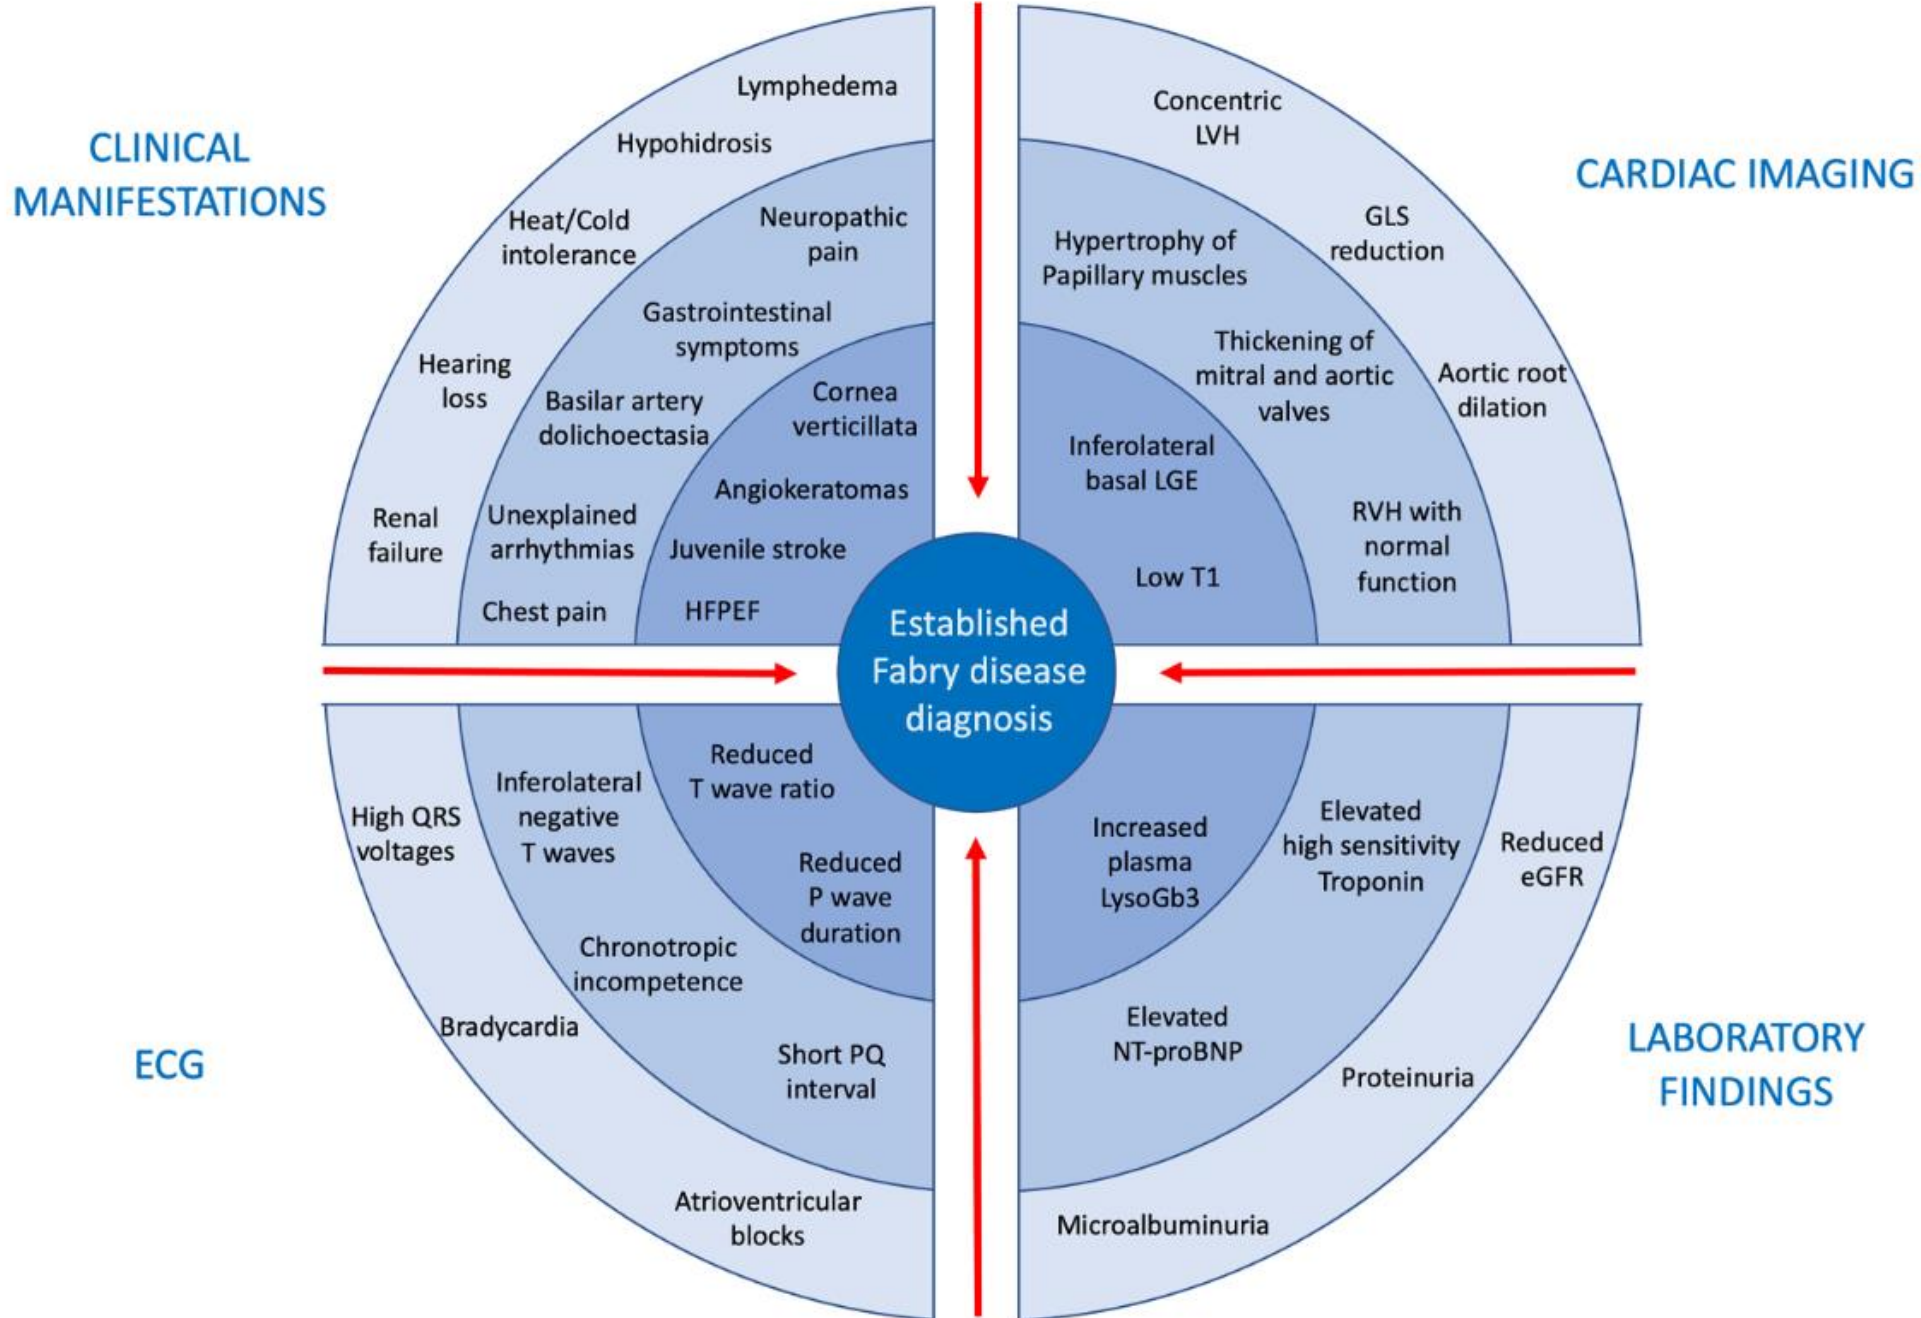 CLINICAL
MANIFESTATIONS
Lymphedema
Hypohidrosis
Heat/Cold
intolerance
Hearing
loss
Renal
failure
Neuropathic
pain
Gastrointestinal
symptoms
Basilar artery
dolichoectasia
Unexplained
arrhythmias
Chest pain
Cornea
verticillata
Angiokeratomas
Juvenile stroke
HFPEF
CARDIAC IMAGING
Concentric
LVH
GLS
reduction
Aortic root
dilation
Hypertrophy of
Papillary muscles
Thickening of
mitral and aortic
valves
RVH with
normal
function
Inferolateral
basal LGE
Low T1
Established
Fabry disease
diagnosis
ECG
High QRS
voltages
Bradycardia
Atrioventricular
blocks
Inferolateral
negative
T waves
Chronotropic
incompetence
Short PQ
interval
Reduced
T wave ratio
Reduced
P wave
duration
LABORATORY
FINDINGS
Increased
plasma
LysoGb3
Elevated
high sensitivity
Troponin
Elevated
NT-proBNP
Reduced
eGFR
Proteinuria
Microalbuminuria